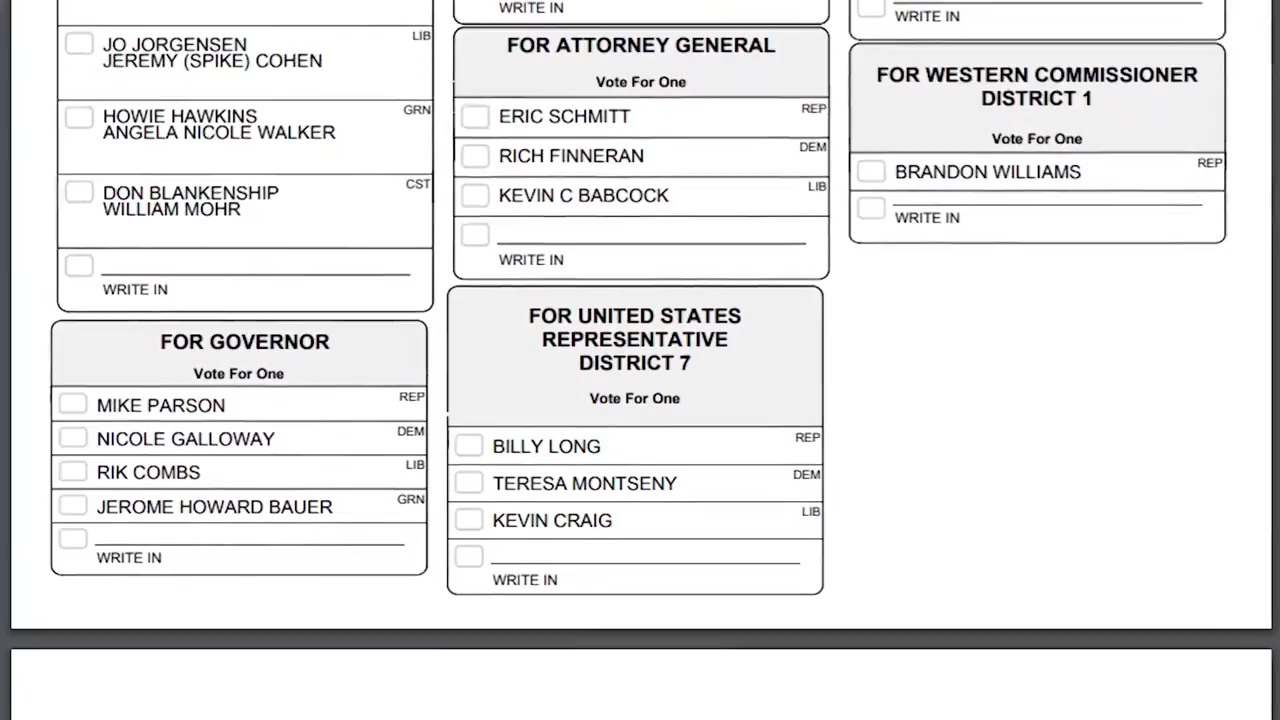 JO JORGENSEN LIB
JEREMY (SPIKE) COHEN
HOWIE HAWKINS GRN
ANGELA NICOLE WALKER
DON BLANKENSHIP CST
WILLIAM MOHR
WRITE IN
FOR GOVERNOR
Vote For One
MIKE PARSON REP
NICOLE GALLOWAY DEM
RIK COMBS LIB
JEROME HOWARD BAUER GRN
WRITE IN
WRITE IN
FOR ATTORNEY GENERAL
Vote For One
ERIC SCHMITT REP
RICH FINNERAN DEM
KEVIN C BABCOCK LIB
WRITE IN
FOR UNITED STATES
REPRESENTATIVE
DISTRICT 7
Vote For One
BILLY LONG REP
TERESA MONTSENY DEM
KEVIN CRAIG LIB
WRITE IN
WRITE IN
FOR WESTERN COMMISSIONER
DISTRICT 1
Vote For One
BRANDON WILLIAMS REP
WRITE IN